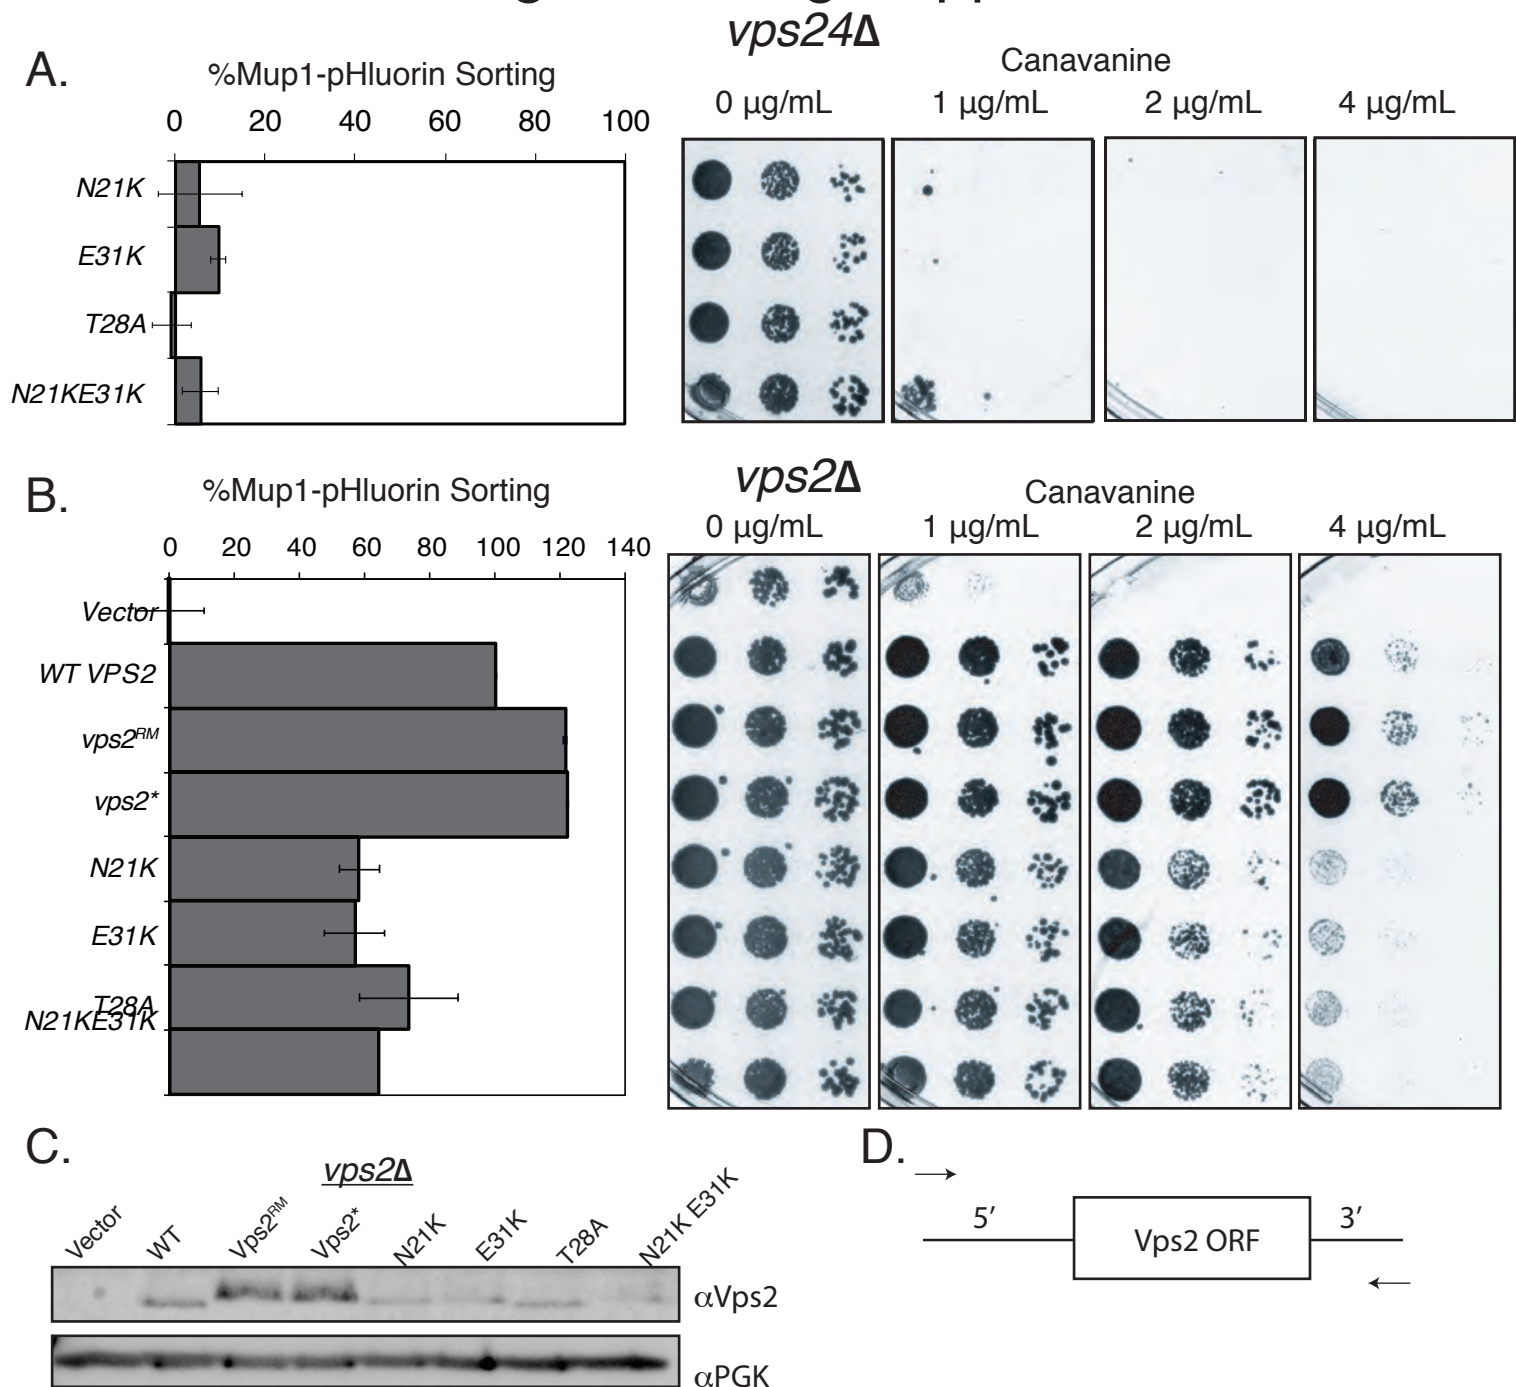 vps24Δ
A.
%Mup1-pHluorin Sorting
0 20 40 60 80 100
N21K
E31K
T28A
N21KE31K
Canavanine
0 µg/mL 1 µg/mL 2 µg/mL 4 µg/mL
B.
%Mup1-pHluorin Sorting
0 20 40 60 80 100 120 140
Vector
WT VPS2
vps2RM
vps2*
N21K
E31K
T28A
N21KE31K
vps2Δ
Canavanine
0 µg/mL 1 µg/mL 2 µg/mL 4 µg/mL
C.
vps2Δ
Vector WT Vps2RM Vps2* N21K E31K T28A N21K E31K
αVps2
αPGK
D.
5′ Vps2 ORF 3′